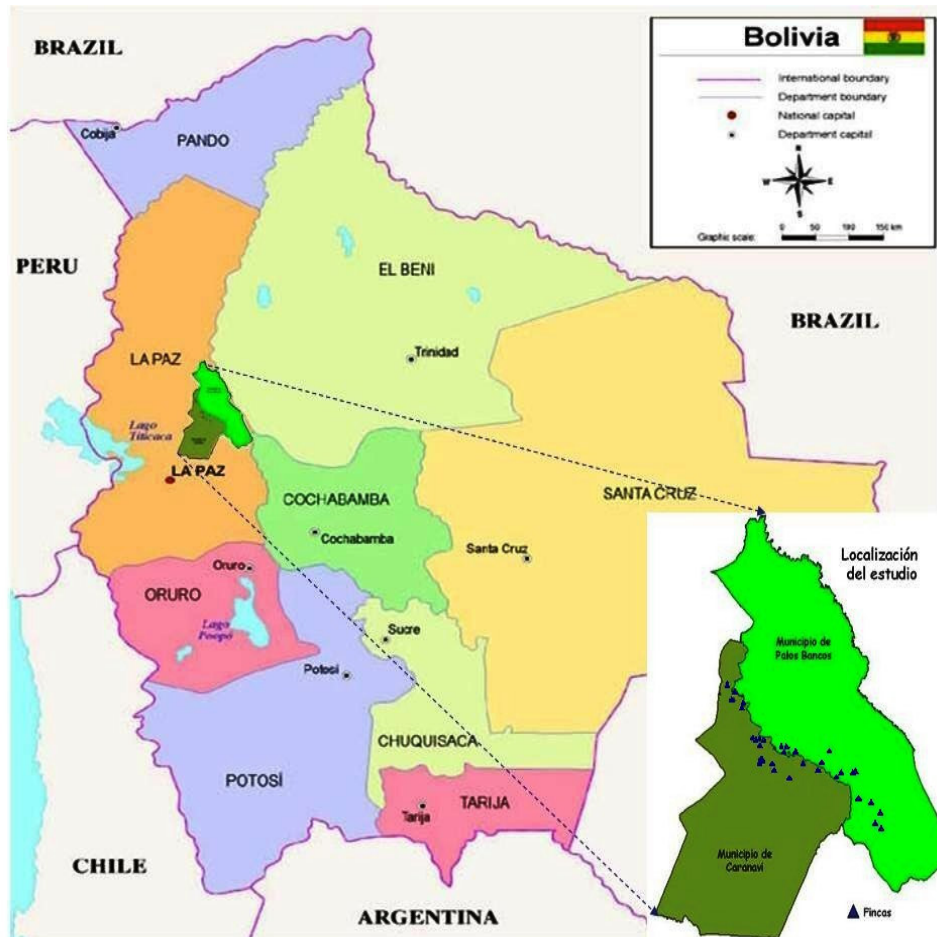 BRAZIL
Bolivia
International boundary
Department boundary
National capital
Department capital
N
W
E
S
0 50 100 150 km
Graphic scale:
Cobija
PANDO
PERU
EL BENI
BRAZIL
LA PAZ
Trinidad
Lago
Titicaca
LA PAZ
COCHABAMBA
Cochabamba
SANTA CRUZ
Santa Cruz
Oruro
ORURO
Lago
Poopó
Sucre
Potosí
CHUQUISACA
POTOSÍ
TARIJA
Tarija
CHILE
ARGENTINA
Localización
del estudio
Municipio de
Palos Bancos
Municipio de
Caranavi
Fincas